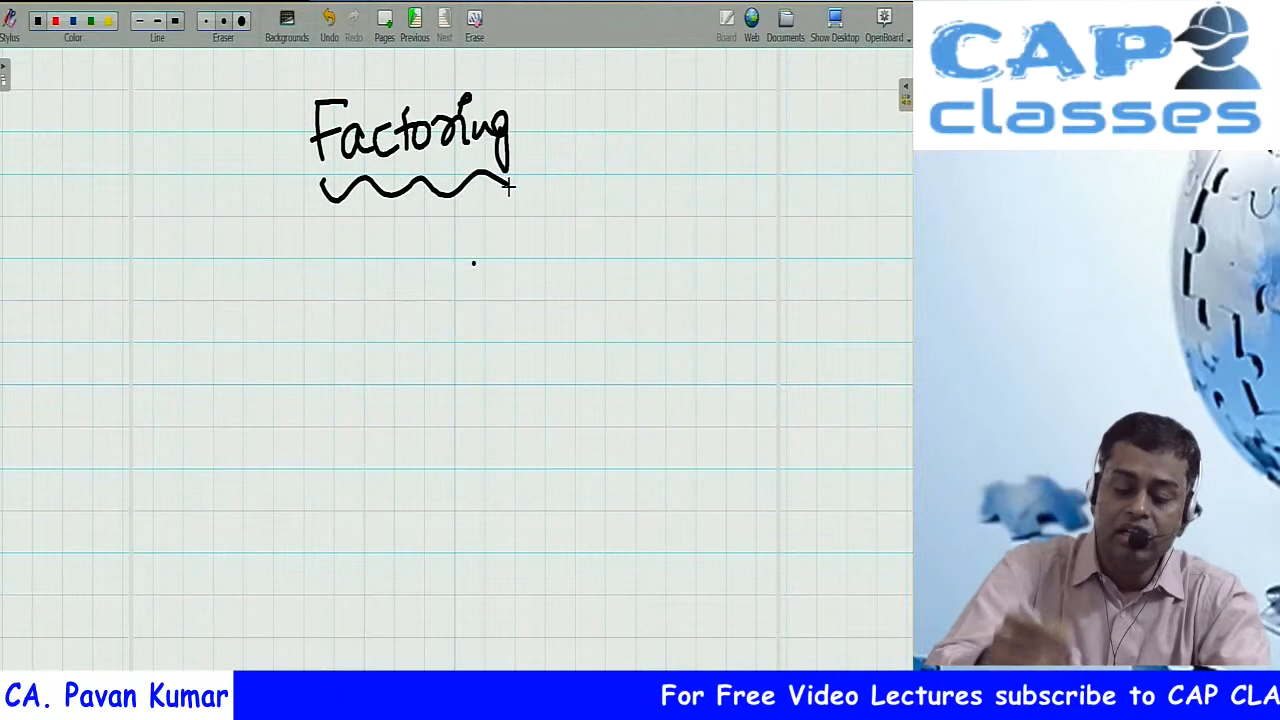 Stylus
Color
Line
Eraser
Backgrounds
Undo
Redo
Pages
Previous
Next
Erase
Board
Web
Documents
Show Desktop
OpenBoard
CAP
classes
Factoring
CA. Pavan Kumar
For Free Video Lectures subscribe to CAP CLA